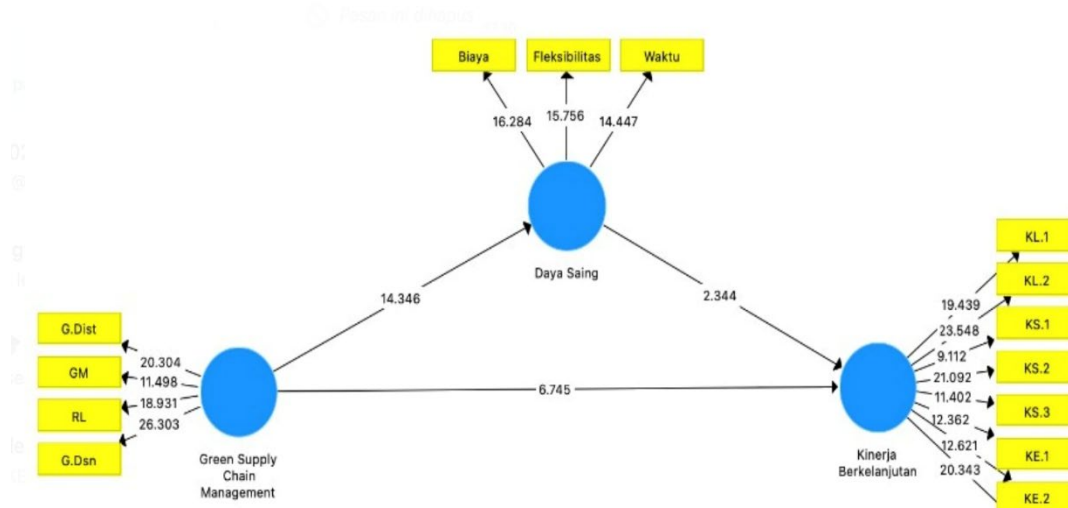 Biaya
Fleksibilitas
Waktu
16.284
15.756
14.447
Daya Saing
14.346
2.344
6.745
G.Dist
GM
RL
G.Dsn
20.304
11.498
18.931
26.303
Green Supply
Chain
Management
Kinerja
Berkelanjutan
19.439
23.548
9.112
21.092
11.402
12.362
12.621
20.343
KL.1
KL.2
KS.1
KS.2
KS.3
KE.1
KE.2